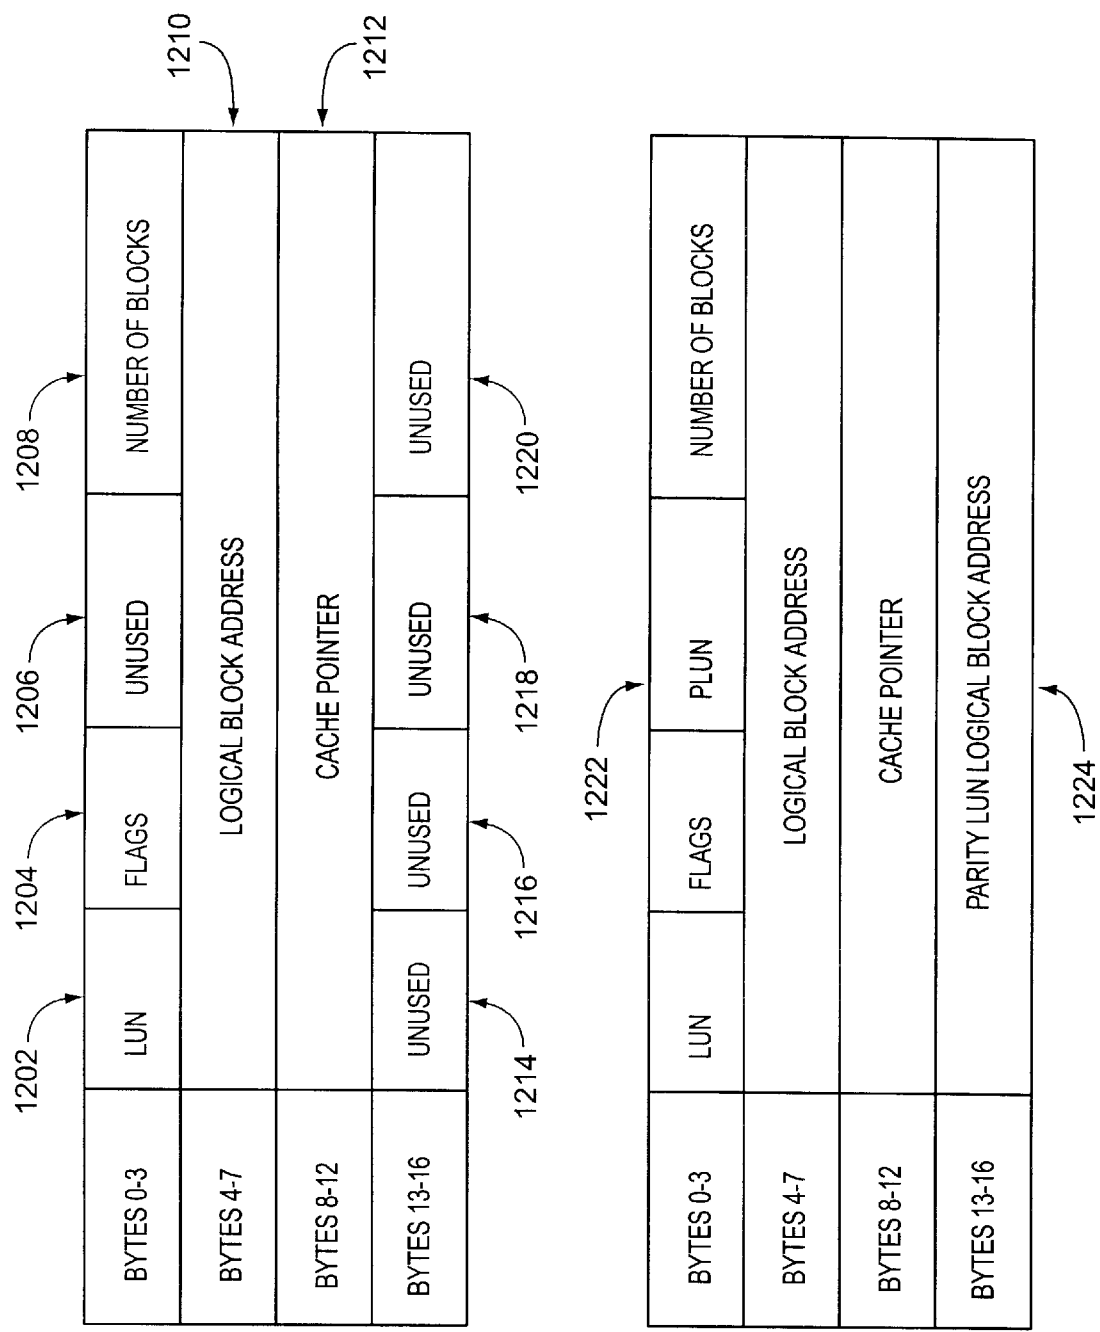 1202
1204
1206
1208
1210
1212
BYTES 0-3
LUN
FLAGS
UNUSED
NUMBER OF BLOCKS
BYTES 4-7
LOGICAL BLOCK ADDRESS
BYTES 8-12
CACHE POINTER
BYTES 13-16
UNUSED
UNUSED
UNUSED
UNUSED
1214
1216
1218
1220
1222
BYTES 0-3
LUN
FLAGS
PLUN
NUMBER OF BLOCKS
BYTES 4-7
LOGICAL BLOCK ADDRESS
BYTES 8-12
CACHE POINTER
BYTES 13-16
PARITY LUN LOGICAL BLOCK ADDRESS
1224